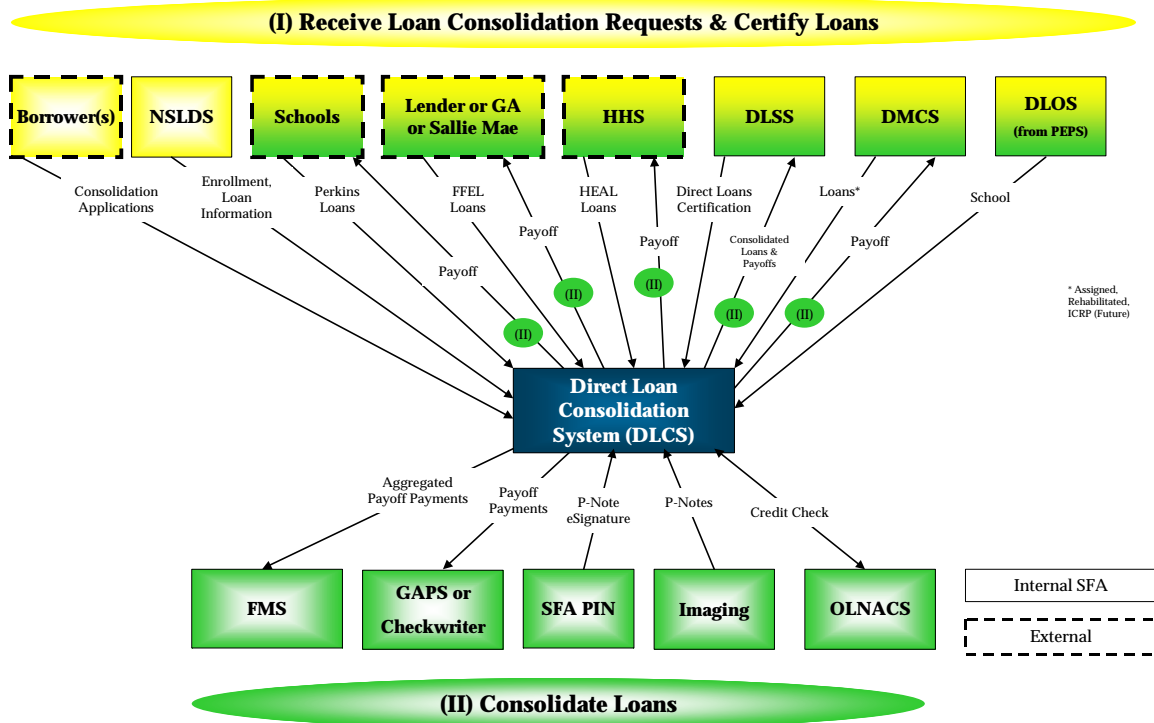 (I) Receive Loan Consolidation Requests & Certify Loans
Borrower(s)
NSLDS
Schools
Lender or GA
or Sallie Mae
HHS
DLSS
DMCS
DLOS
(from PEPS)
Consolidation
Applications
Enrollment,
Loan
Information
Perkins
Loans
Payoff
(II)
FFEL
Loans
Payoff
(II)
HEAL
Loans
Payoff
(II)
Direct Loans
Certification
Consolidated
Loans &
Payoffs
(II)
Loans*
Payoff
(II)
School
* Assigned,
Rehabilitated,
ICRP (Future)
Direct Loan
Consolidation
System (DLCS)
Aggregated
Payoff Payments
Payoff
Payments
P-Note
eSignature
P-Notes
Credit Check
FMS
GAPS or
Checkwriter
SFA PIN
Imaging
OLNACS
Internal SFA
External
(II) Consolidate Loans